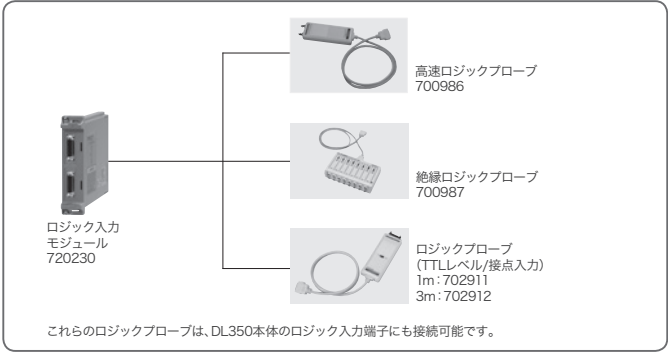 高速ロジックプローブ
700986
絶縁ロジックプローブ
700987
ロジック入力
モジュール
720230
ロジックプローブ
(TTLレベル/接点入力)
1m:702911
3m:702912
これらのロジックプローブは、DL350本体のロジック入力端子にも接続可能です。